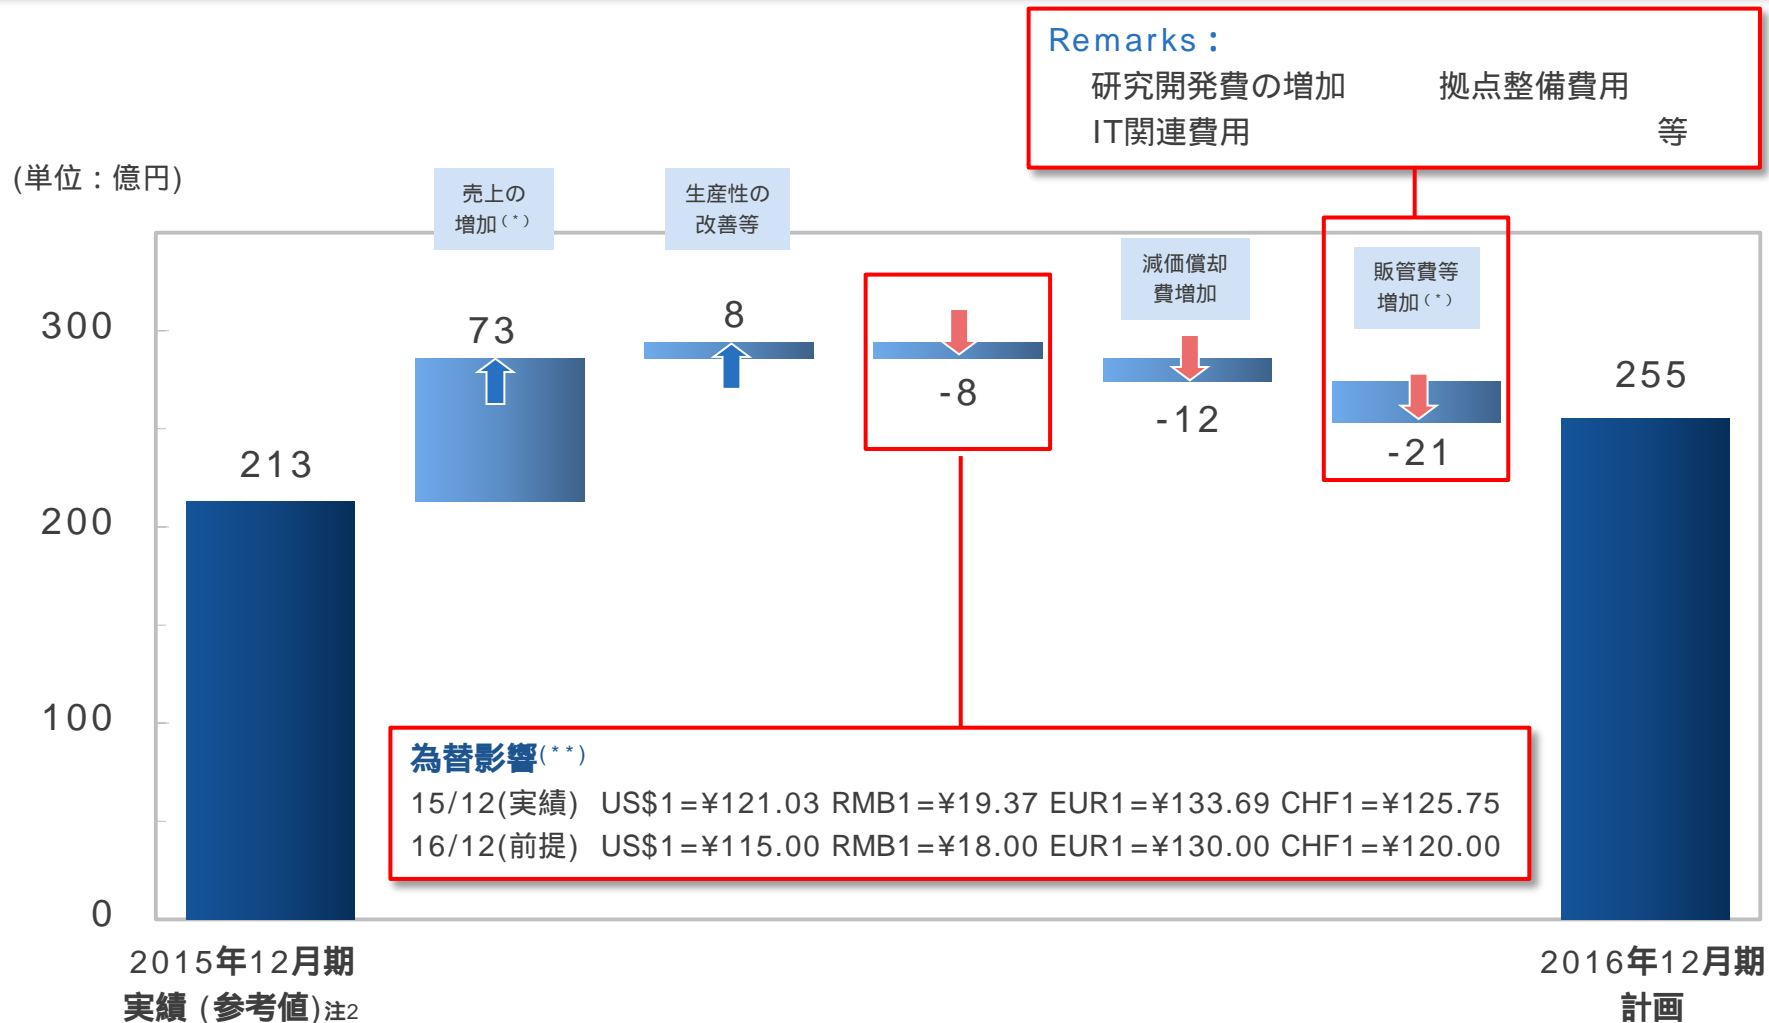 Remarks：
研究開発費の増加 拠点整備費用
IT関連費用 等
(単位：億円)
売上の
増加(*)
生産性の
改善等
減価償却
費増加
販管費等
増加(*)
300
200
100
0
213
73
8
-8
-12
-21
255
為替影響(**)
15/12(実績) US$1=¥121.03 RMB1=¥19.37 EUR1=¥133.69 CHF1=¥125.75
16/12(前提) US$1=¥115.00 RMB1=¥18.00 EUR1=¥130.00 CHF1=¥120.00
2015年12月期
実績 (参考値)注2
2016年12月期
計画